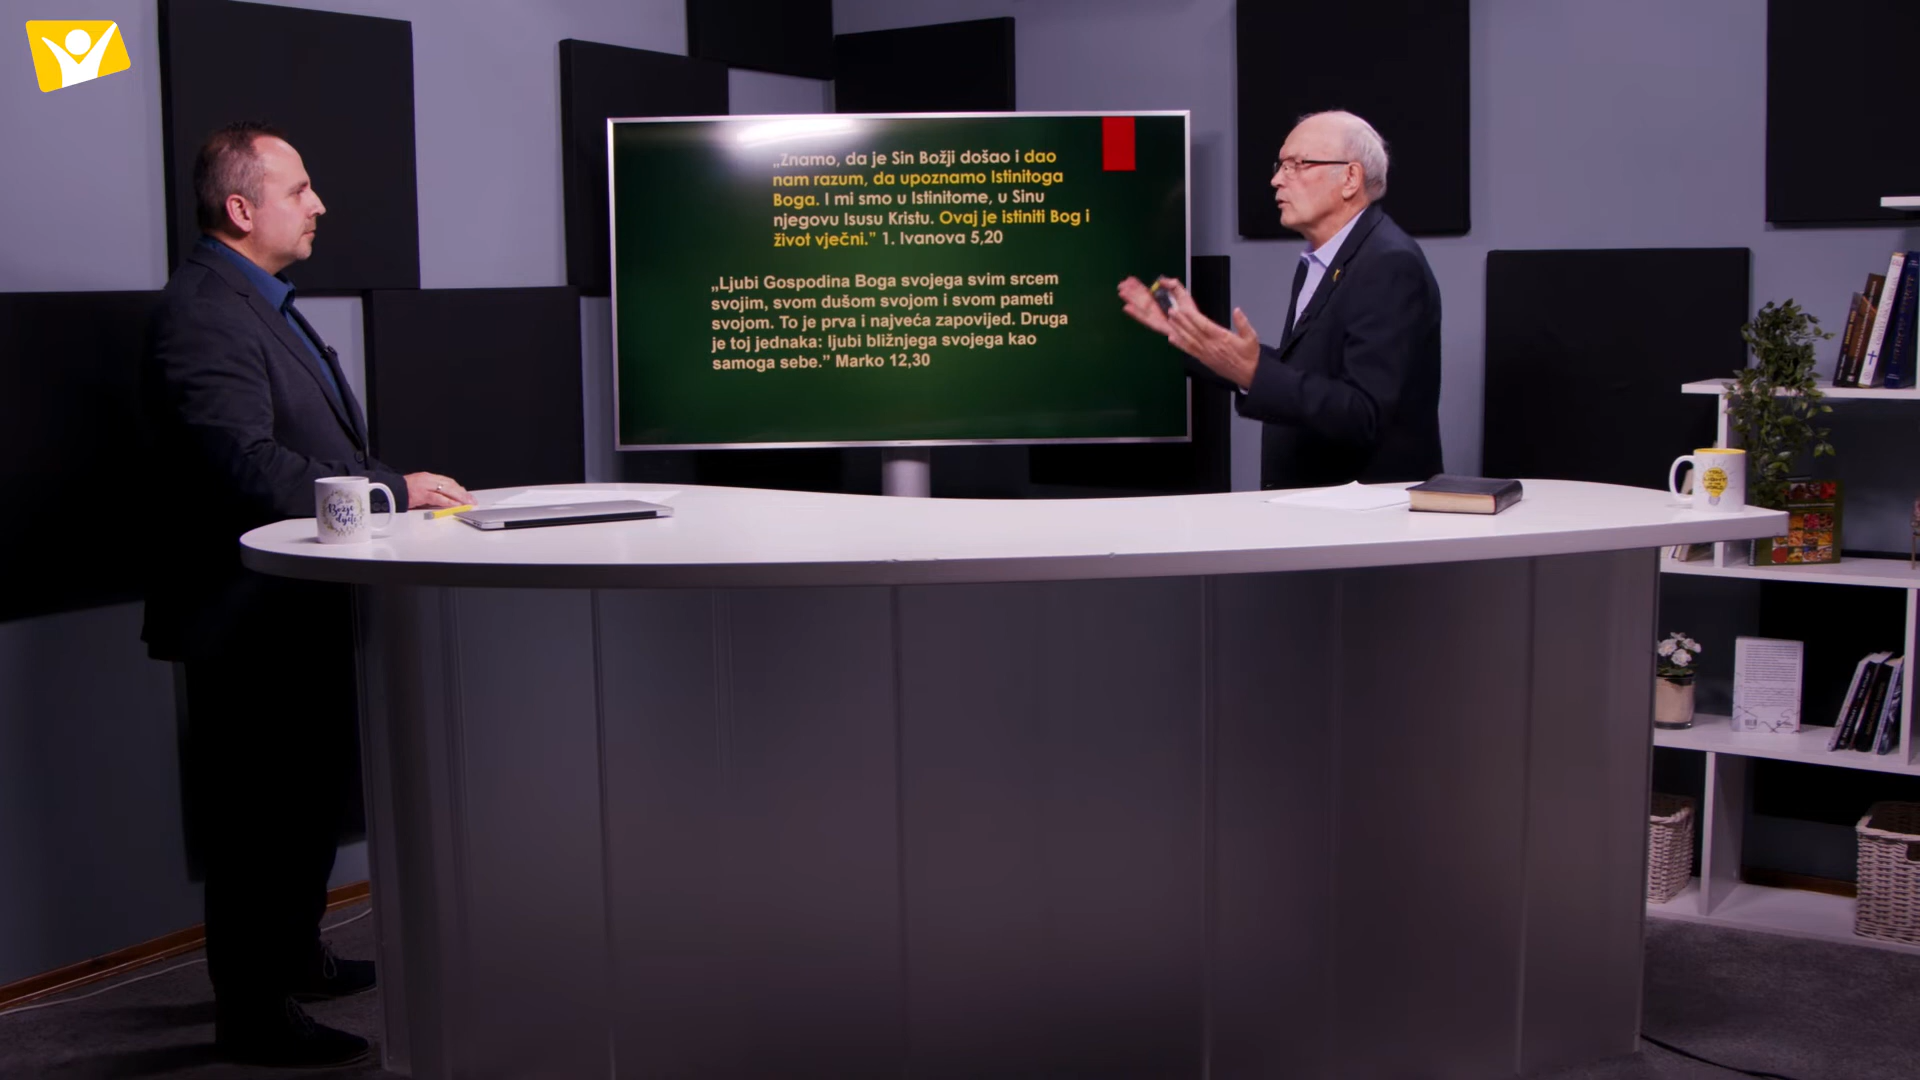 „Znamo, da je Sin Božji došao i dao
nam razum, da upoznamo Istinitoga
Boga. I mi smo u Istinitome, u Sinu
njegovu Isusu Kristu. Ovaj je istiniti Bog i
život vječni.” 1. Ivanova 5,20
„Ljubi Gospodina Boga svojega svim srcem
svojim, svom dušom svojom i svom pameti
svojom. To je prva i najveća zapovijed. Druga
je toj jednaka: ljubi bližnjega svojega kao
samoga sebe.” Marko 12,30
Božje
dijete
LIGHT